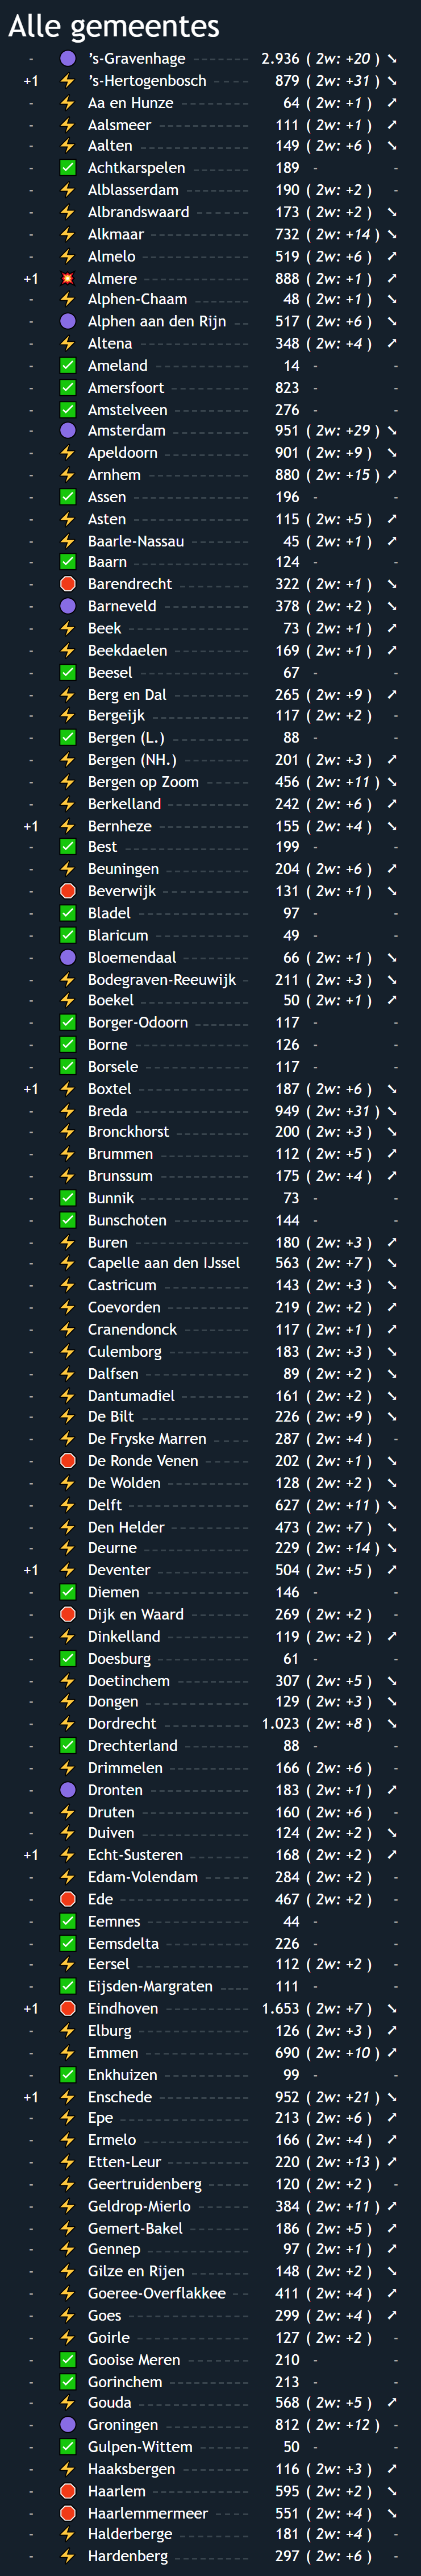 Alle gemeentes
- 's-Gravenhage 2.936 ( 2w: +20 ) ↘
+1 's-Hertogenbosch 879 ( 2w: +31 ) ↘
- Aa en Hunze 64 ( 2w: +1 ) ↗
- Aalsmeer 111 ( 2w: +1 ) ↗
- Aalten 149 ( 2w: +6 ) ↘
- Achtkarspelen 189 - -
- Alblasserdam 190 ( 2w: +2 ) -
- Albrandswaard 173 ( 2w: +2 ) ↘
- Alkmaar 732 ( 2w: +14 ) ↘
- Almelo 519 ( 2w: +6 ) ↗
+1 Almere 888 ( 2w: +1 ) ↗
- Alphen-Chaam 48 ( 2w: +1 ) ↘
- Alphen aan den Rijn 517 ( 2w: +6 ) ↘
- Altena 348 ( 2w: +4 ) ↗
- Ameland 14 - -
- Amersfoort 823 - -
- Amstelveen 276 - -
- Amsterdam 951 ( 2w: +29 ) ↘
- Apeldoorn 901 ( 2w: +9 ) ↘
- Arnhem 880 ( 2w: +15 ) ↗
- Assen 196 - -
- Asten 115 ( 2w: +5 ) ↗
- Baarle-Nassau 45 ( 2w: +1 ) ↗
- Baarn 124 - -
- Barendrecht 322 ( 2w: +1 ) ↘
- Barneveld 378 ( 2w: +2 ) ↘
- Beek 73 ( 2w: +1 ) ↗
- Beekdaelen 169 ( 2w: +1 ) ↗
- Beesel 67 - -
- Berg en Dal 265 ( 2w: +9 ) ↗
- Bergeijk 117 ( 2w: +2 ) -
- Bergen (L.) 88 - -
- Bergen (NH.) 201 ( 2w: +3 ) ↗
- Bergen op Zoom 456 ( 2w: +11 ) ↘
- Berkelland 242 ( 2w: +6 ) ↗
+1 Bernheze 155 ( 2w: +4 ) ↘
- Best 199 - -
- Beuningen 204 ( 2w: +6 ) ↗
- Beverwijk 131 ( 2w: +1 ) ↘
- Bladel 97 - -
- Blaricum 49 - -
- Bloemendaal 66 ( 2w: +1 ) ↘
- Bodegraven-Reeuwijk 211 ( 2w: +3 ) ↘
- Boekel 50 ( 2w: +1 ) ↗
- Borger-Odoorn 117 - -
- Borne 126 - -
- Borsele 117 - -
+1 Boxtel 187 ( 2w: +6 ) ↘
- Breda 949 ( 2w: +31 ) ↘
- Bronckhorst 200 ( 2w: +3 ) ↘
- Brummen 112 ( 2w: +5 ) ↗
- Brunssum 175 ( 2w: +4 ) ↗
- Bunnik 73 - -
- Bunschoten 144 - -
- Buren 180 ( 2w: +3 ) ↗
- Capelle aan den IJssel 563 ( 2w: +7 ) ↘
- Castricum 143 ( 2w: +3 ) ↘
- Coevorden 219 ( 2w: +2 ) ↗
- Cranendonck 117 ( 2w: +1 ) ↗
- Culemborg 183 ( 2w: +3 ) ↘
- Dalfsen 89 ( 2w: +2 ) ↘
- Dantumadiel 161 ( 2w: +2 ) ↘
- De Bilt 226 ( 2w: +9 ) ↘
- De Fryske Marren 287 ( 2w: +4 ) -
- De Ronde Venen 202 ( 2w: +1 ) ↘
- De Wolden 128 ( 2w: +2 ) ↘
- Delft 627 ( 2w: +11 ) ↘
- Den Helder 473 ( 2w: +7 ) ↘
- Deurne 229 ( 2w: +14 ) ↘
+1 Deventer 504 ( 2w: +5 ) ↗
- Diemen 146 - -
- Dijk en Waard 269 ( 2w: +2 ) -
- Dinkelland 119 ( 2w: +2 ) ↗
- Doesburg 61 - -
- Doetinchem 307 ( 2w: +5 ) ↘
- Dongen 129 ( 2w: +3 ) ↘
- Dordrecht 1.023 ( 2w: +8 ) ↘
- Drechterland 88 - -
- Drimmelen 166 ( 2w: +6 ) -
- Dronten 183 ( 2w: +1 ) ↗
- Druten 160 ( 2w: +6 ) -
- Duiven 124 ( 2w: +2 ) ↘
+1 Echt-Susteren 168 ( 2w: +2 ) ↗
- Edam-Volendam 284 ( 2w: +2 ) -
- Ede 467 ( 2w: +2 ) -
- Eemnes 44 - -
- Eemsdelta 226 - -
- Eersel 112 ( 2w: +2 ) -
- Eijsden-Margraten 111 - -
+1 Eindhoven 1.653 ( 2w: +7 ) ↘
- Elburg 126 ( 2w: +3 ) ↗
- Emmen 690 ( 2w: +10 ) ↗
- Enkhuizen 99 - -
+1 Enschede 952 ( 2w: +21 ) ↘
- Epe 213 ( 2w: +6 ) ↗
- Ermelo 166 ( 2w: +4 ) ↗
- Etten-Leur 220 ( 2w: +13 ) ↗
- Geertruidenberg 120 ( 2w: +2 ) -
- Geldrop-Mierlo 384 ( 2w: +11 ) ↗
- Gemert-Bakel 186 ( 2w: +5 ) ↗
- Gennep 97 ( 2w: +1 ) ↗
- Gilze en Rijen 148 ( 2w: +2 ) ↘
- Goeree-Overflakkee 411 ( 2w: +4 ) ↗
- Goes 299 ( 2w: +4 ) ↗
- Goirle 127 ( 2w: +2 ) -
- Gooise Meren 210 - -
- Gorinchem 213 - -
- Gouda 568 ( 2w: +5 ) ↗
- Groningen 812 ( 2w: +12 ) -
- Gulpen-Wittem 50 - -
- Haaksbergen 116 ( 2w: +3 ) ↗
- Haarlem 595 ( 2w: +2 ) ↘
- Haarlemmermeer 551 ( 2w: +4 ) ↘
- Halderberge 181 ( 2w: +4 ) -
- Hardenberg 297 ( 2w: +6 ) -